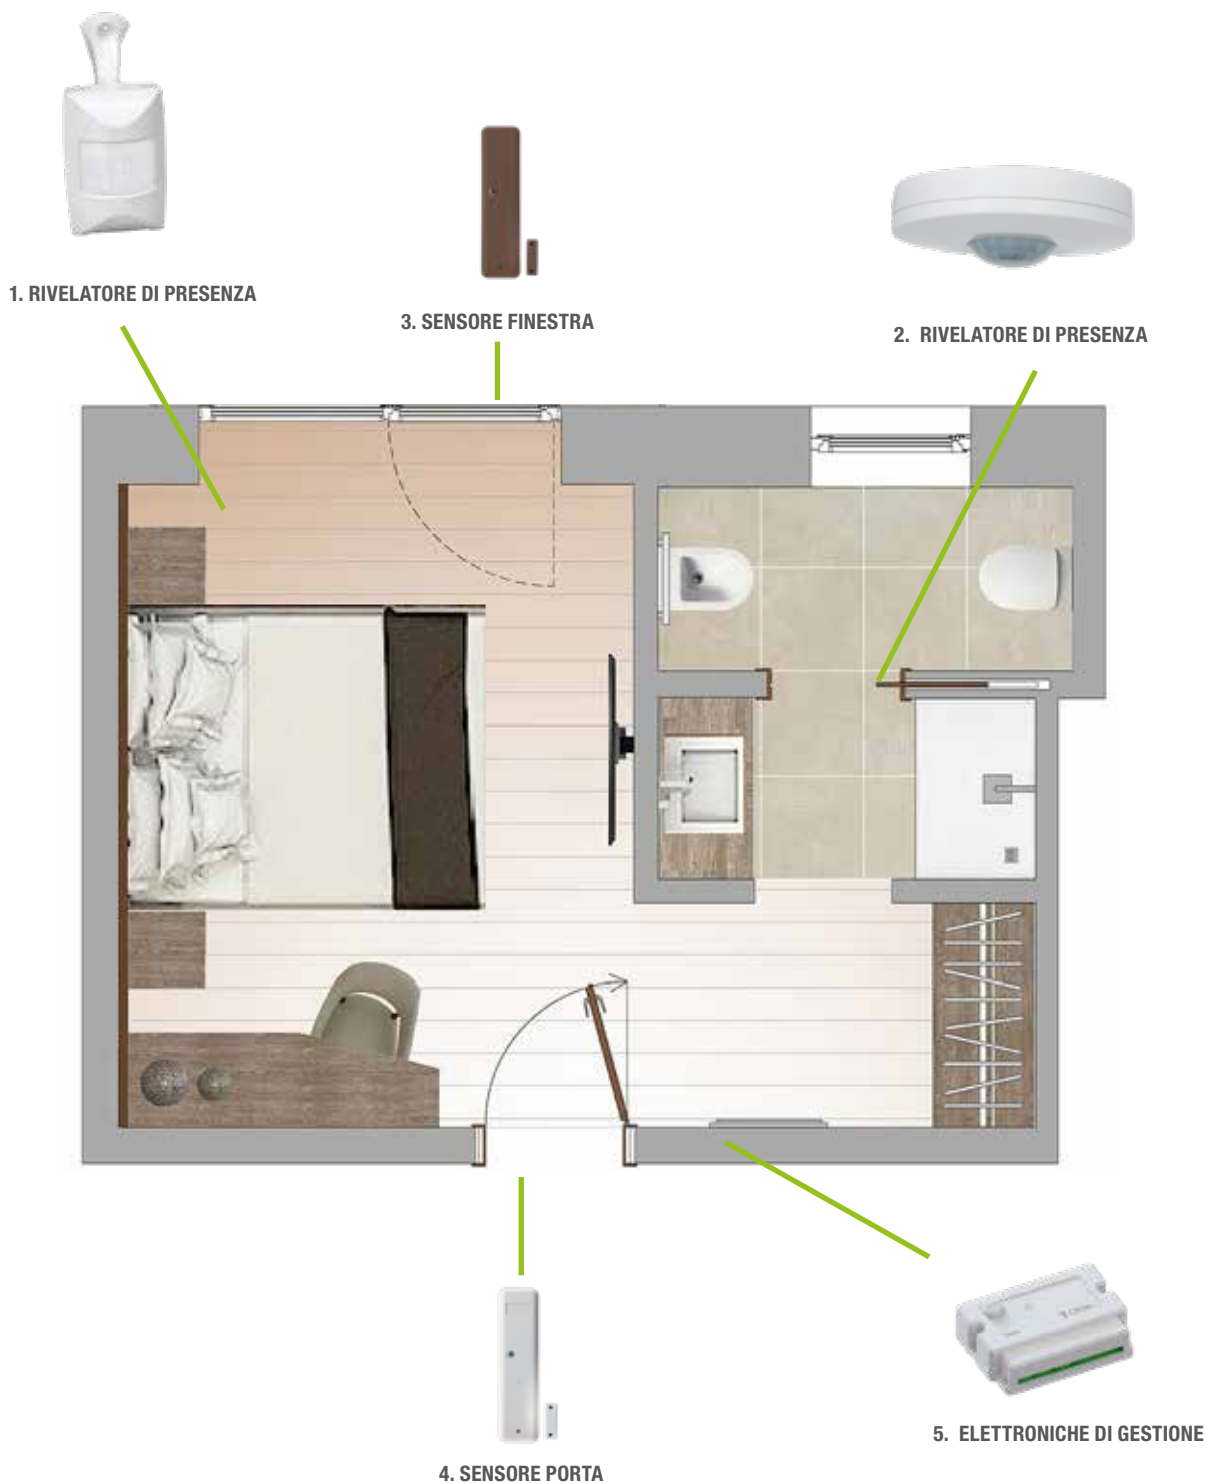 1. RIVELATORE DI PRESENZA
3. SENSORE FINESTRA
2. RIVELATORE DI PRESENZA
5. ELETTRONICHE DI GESTIONE
4. SENSORE PORTA